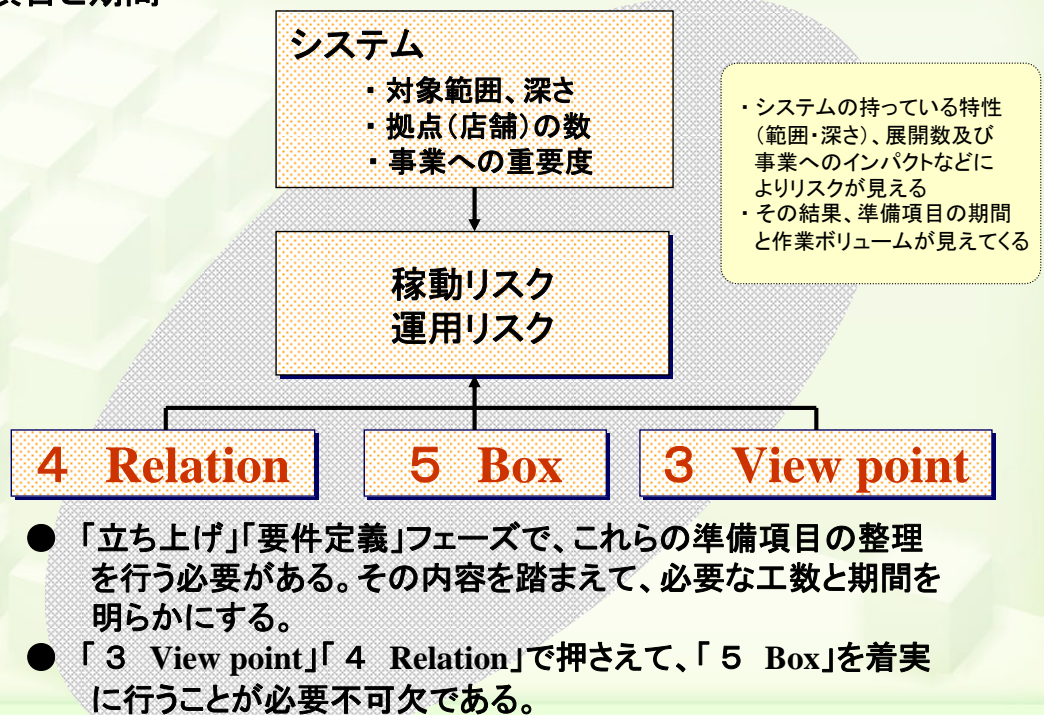 項目と期間
システム
・対象範囲、深さ
・拠点(店舗)の数
・事業への重要度
・システムの持っている特性
(範囲・深さ)、展開数及び
事業へのインパクトなどに
よりリスクが見える
・その結果、準備項目の期間
と作業ボリュームが見えてくる
稼動リスク
運用リスク
4 Relation
5 Box
3 View point
● 「立ち上げ」「要件定義」フェーズで、これらの準備項目の整理
を行う必要がある。その内容を踏まえて、必要な工数と期間を
明らかにする。
● 「3 View point」「4 Relation」で押さえて、「5 Box」を着実
に行うことが必要不可欠である。